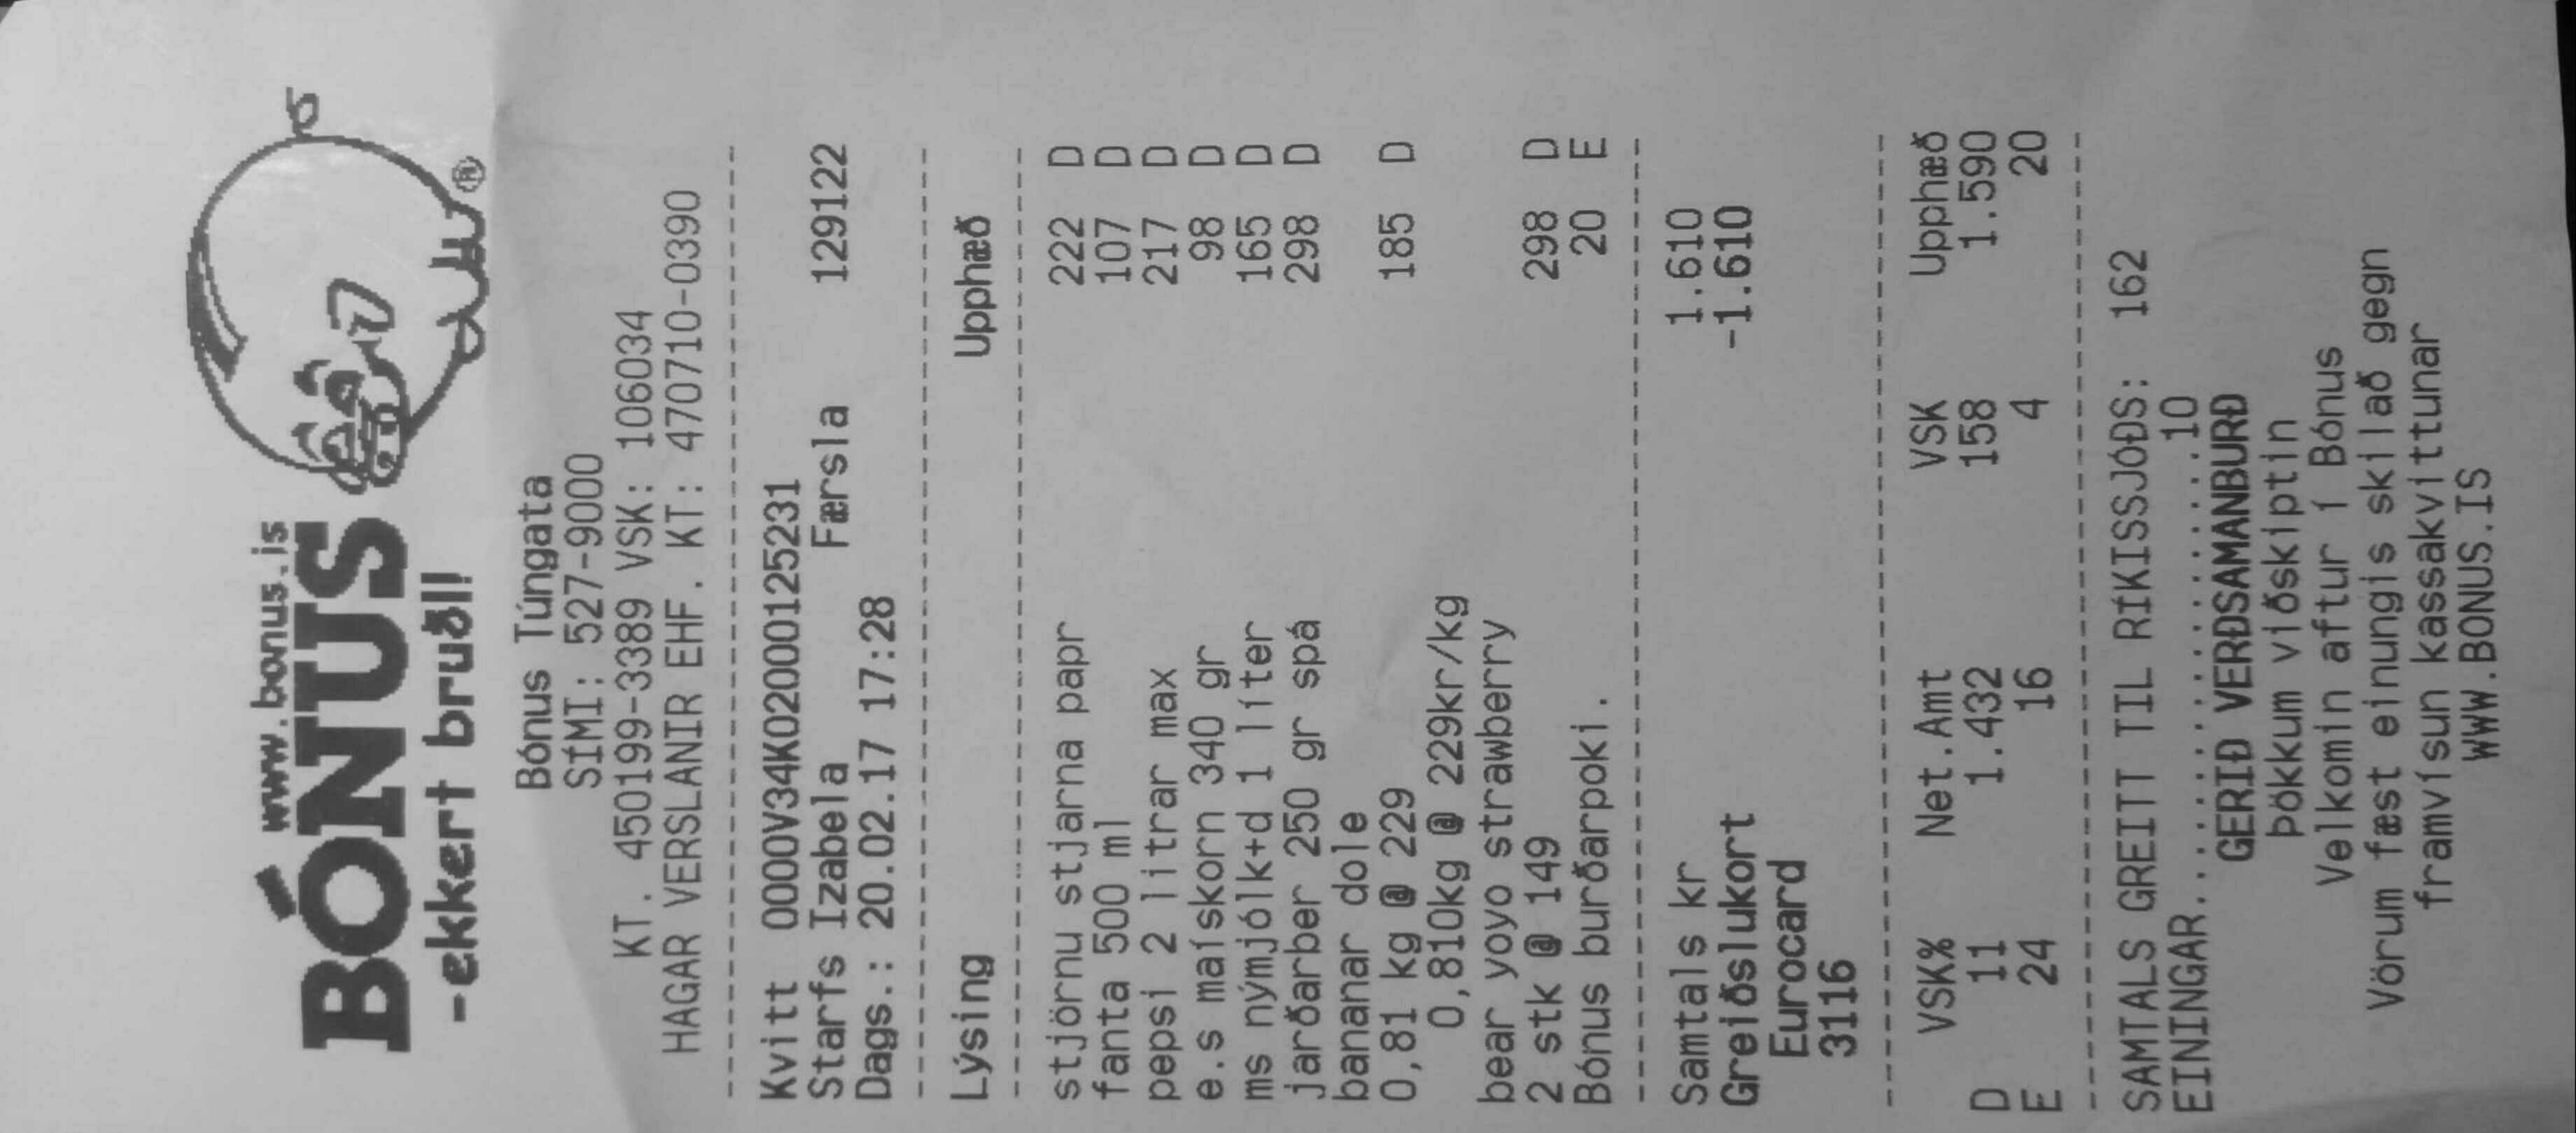 www.bonus.is
BÓNUS
-ekkert bruðl!
®
Bónus Túngata
SÍMI: 527-9000
KT. 450199-3389 VSK: 106034
HAGAR VERSLANIR EHF. KT: 470710-0390
Kvitt 0000V34K020000125231
Starfs Izabela Færsla 129122
Dags.: 20.02.17 17:28
Lýsing Upphæð
stjörnu stjarna papr 222 D
fanta 500 ml 107 D
pepsi 2 lítrar max 217 D
e.s maískorn 340 gr 98 D
ms nýmjólk+d 1 líter 165 D
jarðarber 250 gr spá 298 D
bananar dole
0,81 kg @ 229 185 D
0,810kg @ 229kr/kg
bear yoyo strawberry
2 stk @ 149 298 D
Bónus burðarpoki. 20 E
Samtals kr 1.610
Greiðslukort -1.610
Eurocard
3116
VSK% Net.Amt VSK Upphæð
D 11 1.432 158 1.590
E 24 16 4 20
SAMTALS GREITT TIL RÍKISSJÓÐS: 162
EININGAR......................10
GERIÐ VERÐSAMANBURÐ
Þökkum viðskiptin
Velkomin aftur í Bónus
Vörum fæst einungis skilað gegn
framvísun kassakvittunar
WWW.BONUS.IS